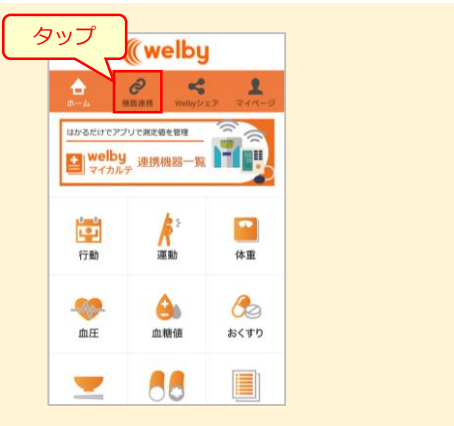 タップ
welby
ホーム 機器連携 Welbyシェア マイページ
はかるだけでアプリで測定値を管理
welby
マイカルテ 連携機器一覧
行動 運動 体重
血圧 血糖値 おくすり